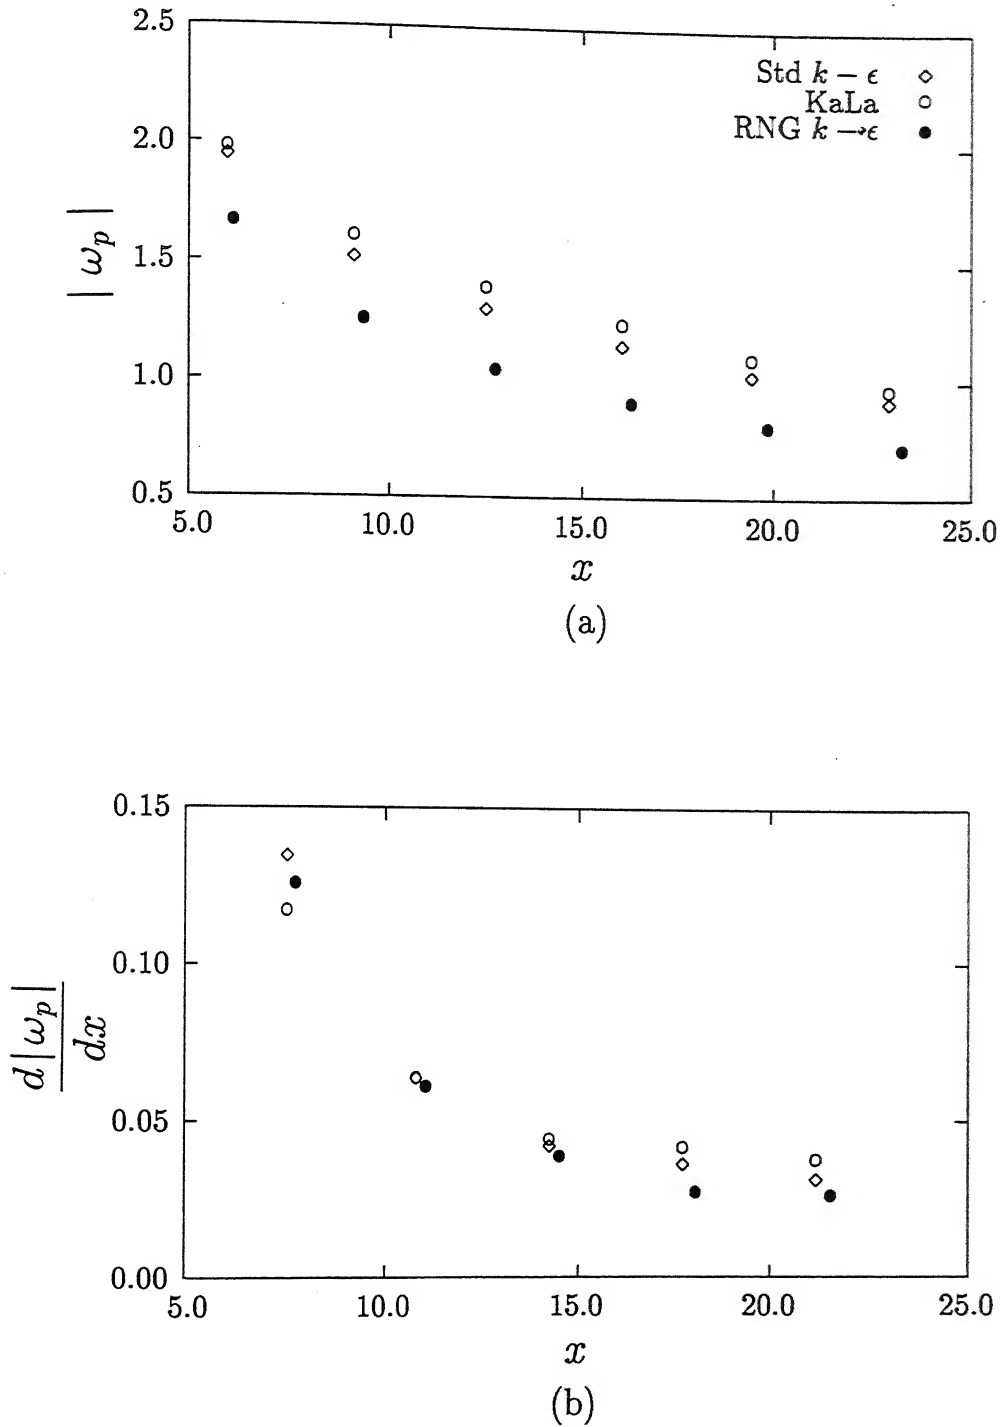 2.5
2.0
1.5
1.0
0.5
| ω_p |
Std k − ϵ
KaLa
RNG k − ϵ
5.0 10.0 15.0 20.0 25.0
x
(a)
0.15
0.10
0.05
0.00
d | ω_p |
dx
5.0 10.0 15.0 20.0 25.0
x
(b)